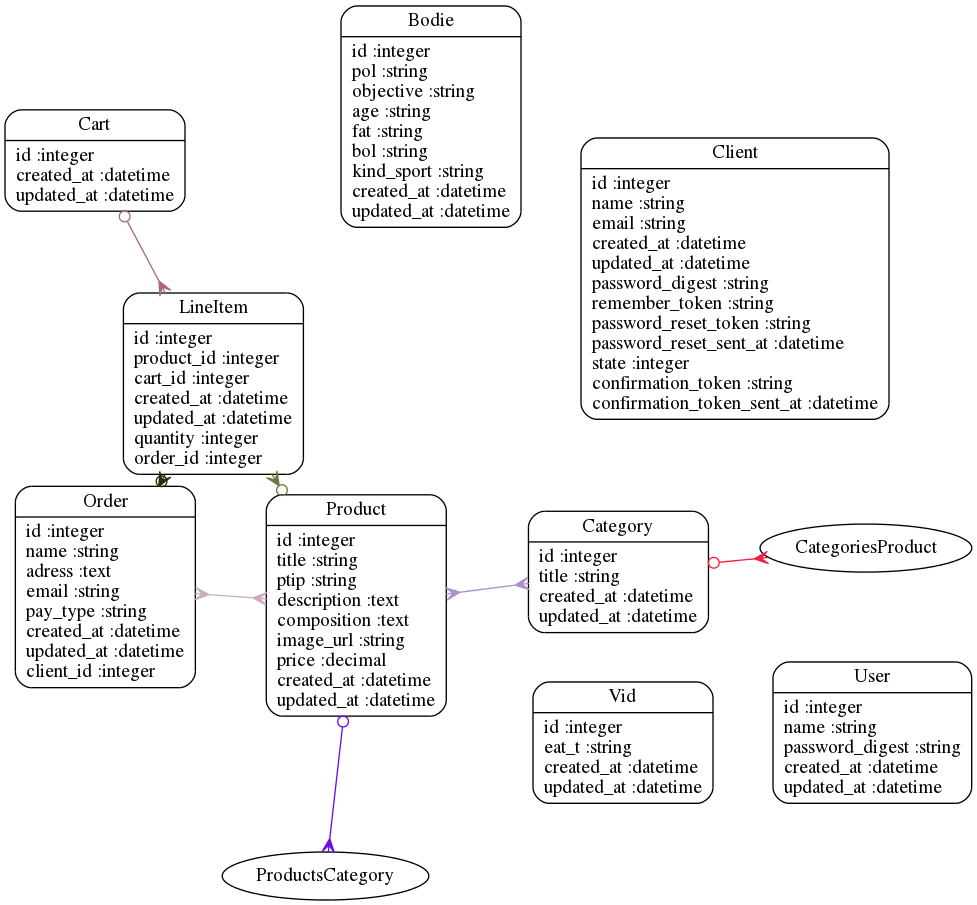 Bodie
id :integer
pol :string
objective :string
age :string
fat :string
bol :string
kind_sport :string
created_at :datetime
updated_at :datetime
Cart
id :integer
created_at :datetime
updated_at :datetime
Client
id :integer
name :string
email :string
created_at :datetime
updated_at :datetime
password_digest :string
remember_token :string
password_reset_token :string
password_reset_sent_at :datetime
state :integer
confirmation_token :string
confirmation_token_sent_at :datetime
LineItem
id :integer
product_id :integer
cart_id :integer
created_at :datetime
updated_at :datetime
quantity :integer
order_id :integer
Order
id :integer
name :string
adress :text
email :string
pay_type :string
created_at :datetime
updated_at :datetime
client_id :integer
Product
id :integer
title :string
ptip :string
description :text
composition :text
image_url :string
price :decimal
created_at :datetime
updated_at :datetime
Category
id :integer
title :string
created_at :datetime
updated_at :datetime
CategoriesProduct
Vid
id :integer
eat_t :string
created_at :datetime
updated_at :datetime
User
id :integer
name :string
password_digest :string
created_at :datetime
updated_at :datetime
ProductsCategory